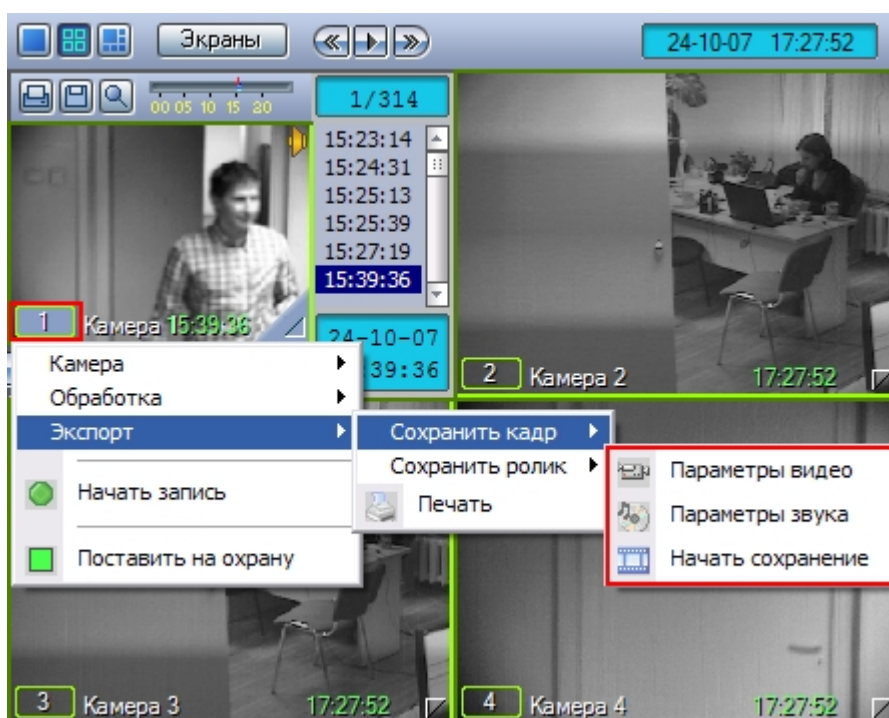 Экраны
24-10-07 17:27:52
00 05 10 15 20
1/314
15:23:14
15:24:31
15:25:13
15:25:39
15:27:19
15:39:36
1 Камера 15:39:36
24-10-07
39:36
2 Камера 2 17:27:52
Камера
Обработка
Экспорт
Начать запись
Поставить на охрану
Сохранить кадр
Сохранить ролик
Печать
Параметры видео
Параметры звука
Начать сохранение
3 Камера 3 17:27:52
4 Камера 4 17:27:52